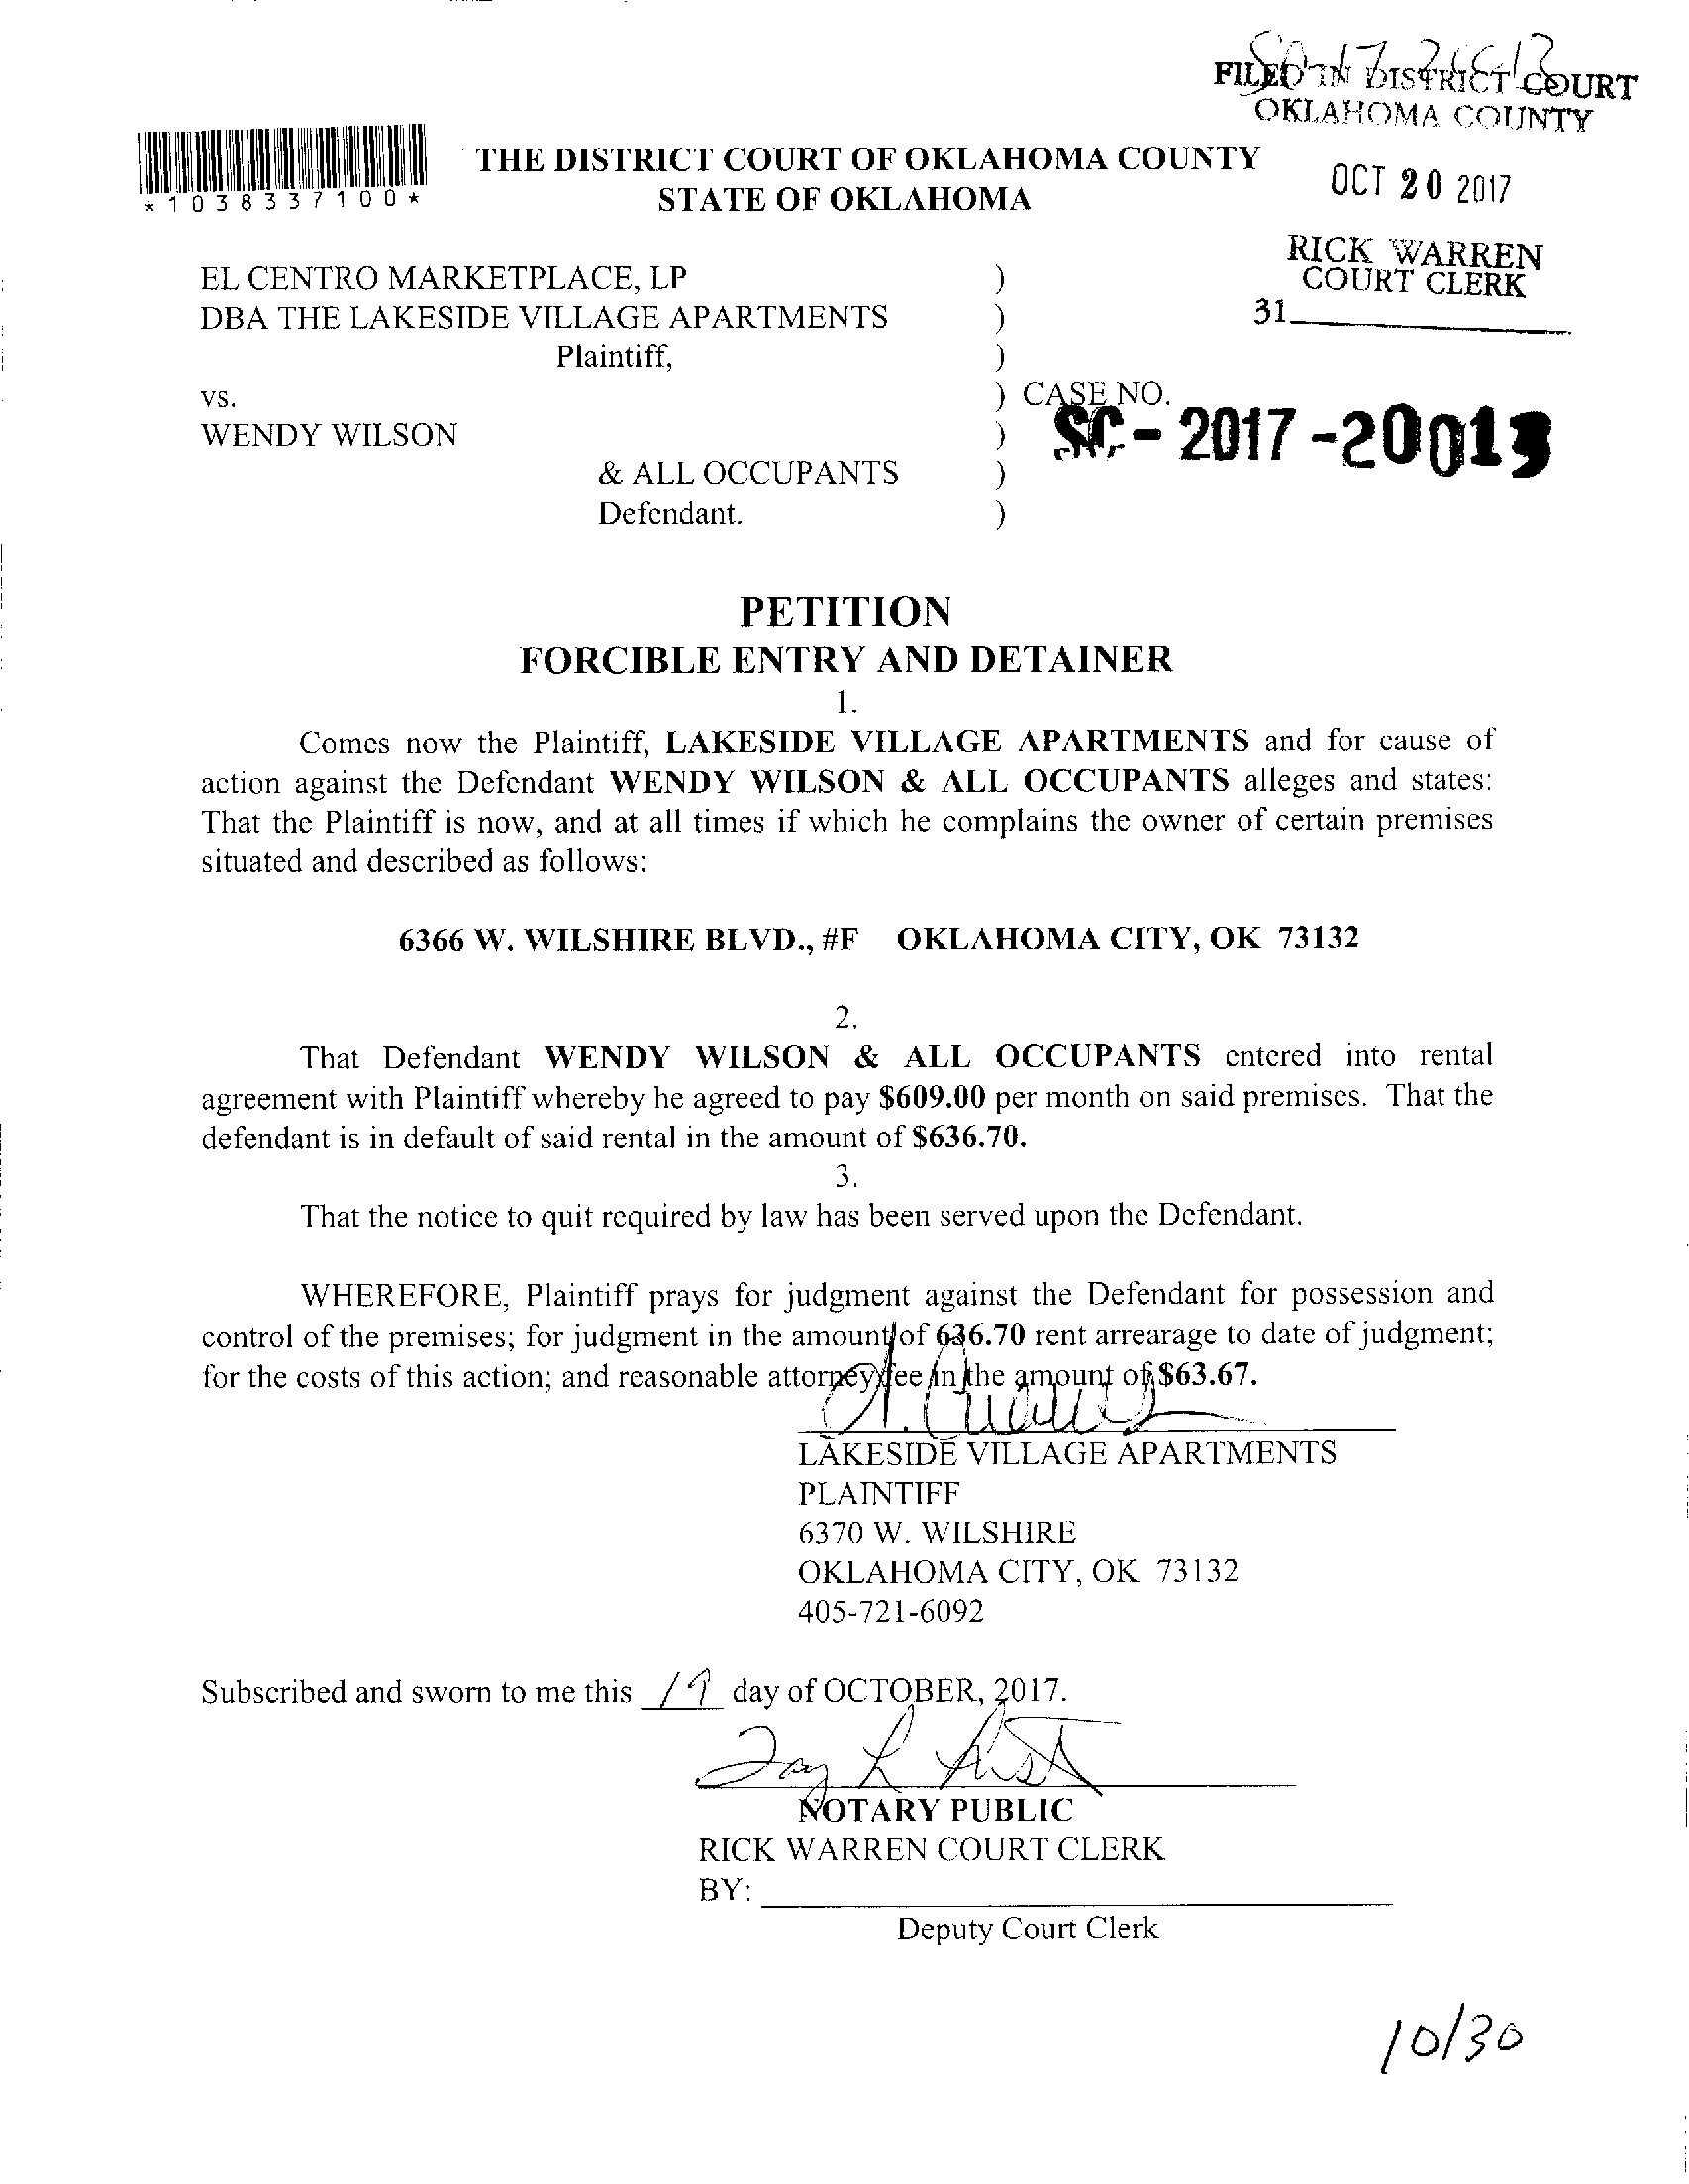 FILED IN DISTRICT COURT
OKLAHOMA COUNTY
OCT 20 2017
RICK WARREN
COURT CLERK
31
*1038337100*
THE DISTRICT COURT OF OKLAHOMA COUNTY
STATE OF OKLAHOMA
EL CENTRO MARKETPLACE, LP )
DBA THE LAKESIDE VILLAGE APARTMENTS )
Plaintiff, )
vs. ) CASE NO.
WENDY WILSON ) SC-2017-20013
& ALL OCCUPANTS )
Defendant. )
PETITION
FORCIBLE ENTRY AND DETAINER
1.
Comes now the Plaintiff, LAKESIDE VILLAGE APARTMENTS and for cause of
action against the Defendant WENDY WILSON & ALL OCCUPANTS alleges and states:
That the Plaintiff is now, and at all times if which he complains the owner of certain premises
situated and described as follows:
6366 W. WILSHIRE BLVD., #F OKLAHOMA CITY, OK 73132
2.
That Defendant WENDY WILSON & ALL OCCUPANTS entered into rental
agreement with Plaintiff whereby he agreed to pay $609.00 per month on said premises. That the
defendant is in default of said rental in the amount of $636.70.
3.
That the notice to quit required by law has been served upon the Defendant.
WHEREFORE, Plaintiff prays for judgment against the Defendant for possession and
control of the premises; for judgment in the amount of 636.70 rent arrearage to date of judgment;
for the costs of this action; and reasonable attorney fee in the amount of $63.67.
LAKESIDE VILLAGE APARTMENTS
PLAINTIFF
6370 W. WILSHIRE
OKLAHOMA CITY, OK 73132
405-721-6092
Subscribed and sworn to me this 19 day of OCTOBER, 2017.
NOTARY PUBLIC
RICK WARREN COURT CLERK
BY:
Deputy Court Clerk
10/30